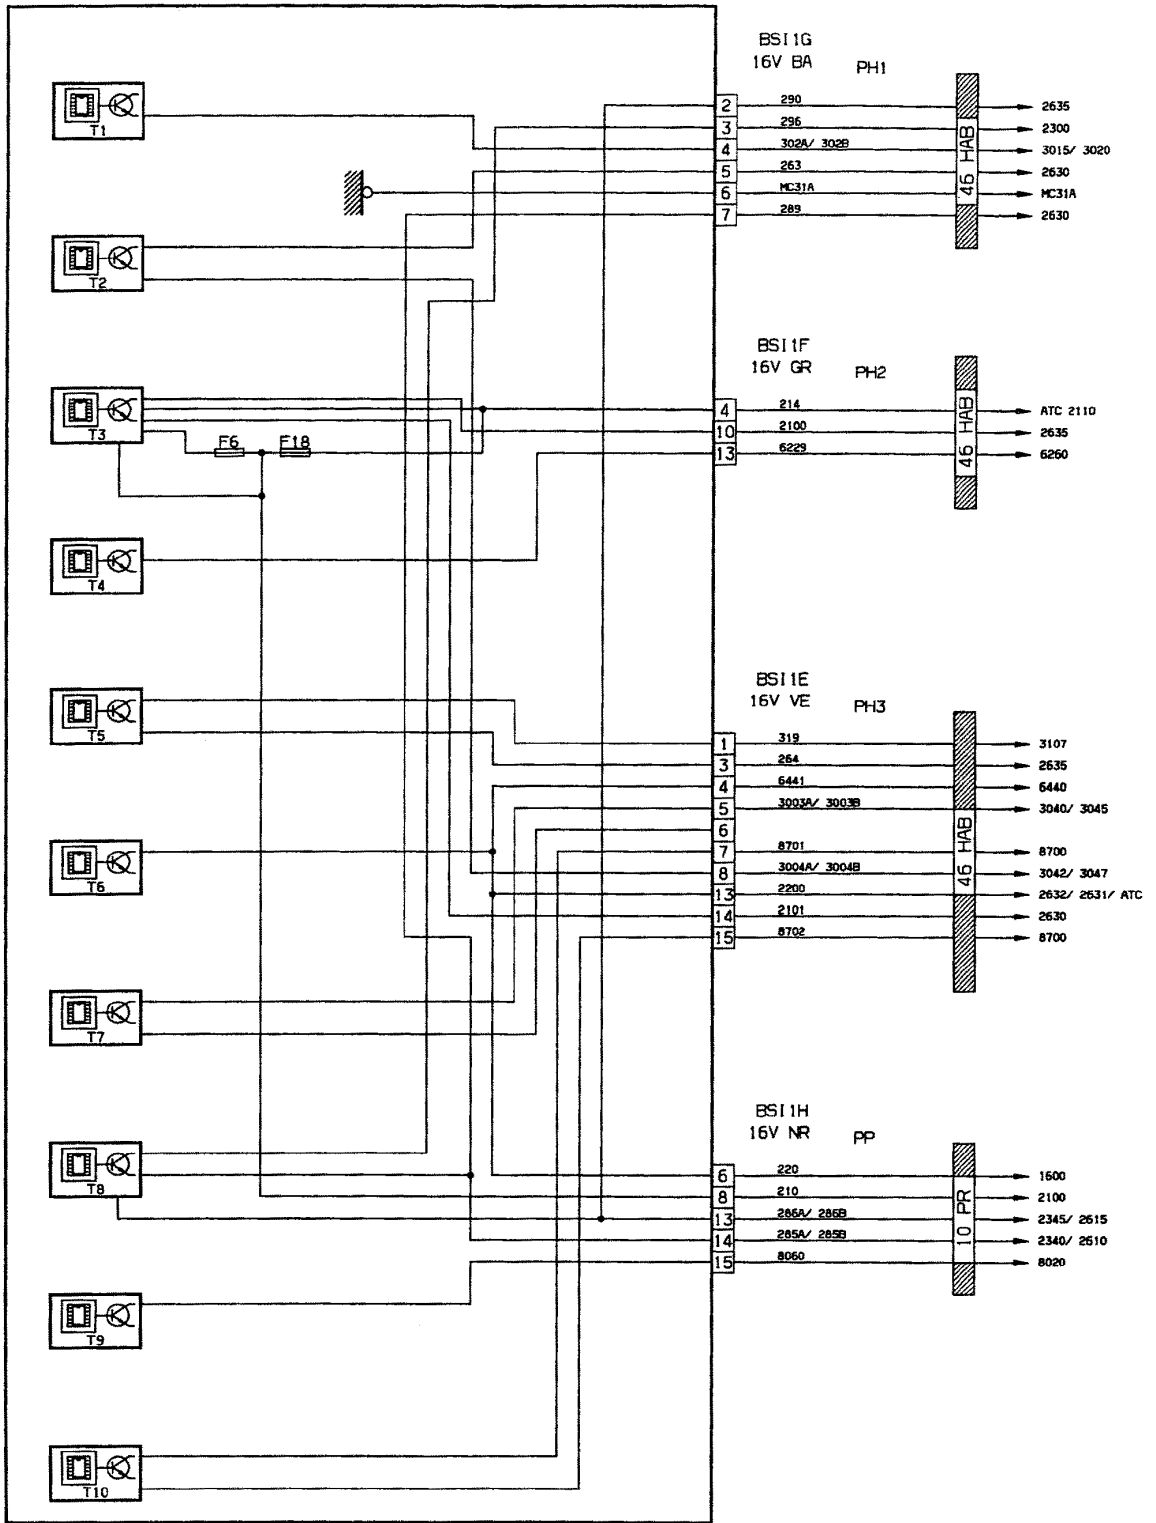 BSI1G
16V BA
PH1
T1
2 290 2635
3 296 2300
4 302A/ 302B 3015/ 3020
5 263 2630
6 MC31A MC31A
7 289 2630
46 HAB
T2
BSI1F
16V GR
PH2
T3
F6 F18
4 214 ATC 2110
10 2100 2635
13 6229 6260
46 HAB
T4
BSI1E
16V VE
PH3
T5
1 319 3107
3 264 2635
4 6441 6440
5 3003A/ 3003B 3040/ 3045
6
7 8701 8700
8 3004A/ 3004B 3042/ 3047
13 2200 2632/ 2631/ ATC
14 2101 2630
15 8702 8700
46 HAB
T6
T7
BSI1H
16V NR
PP
T8
6 220 1600
8 210 2100
13 286A/ 286B 2345/ 2615
14 285A/ 285B 2340/ 2610
15 8060 8020
10 PR
T9
T10